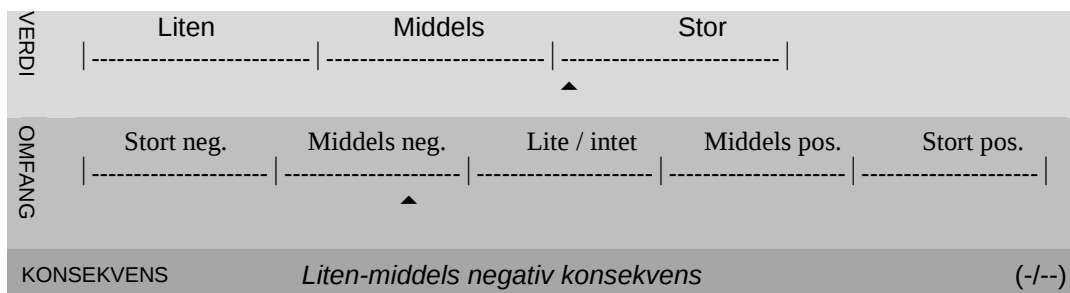 VERDI
Liten Middels Stor
|--------------------------|--------------------------|--------------------------|
OMFANG
Stort neg. Middels neg. Lite / intet Middels pos. Stort pos.
|---------------------|---------------------|---------------------|---------------------|---------------------|
KONSEKVENS Liten-middels negativ konsekvens (-/--)